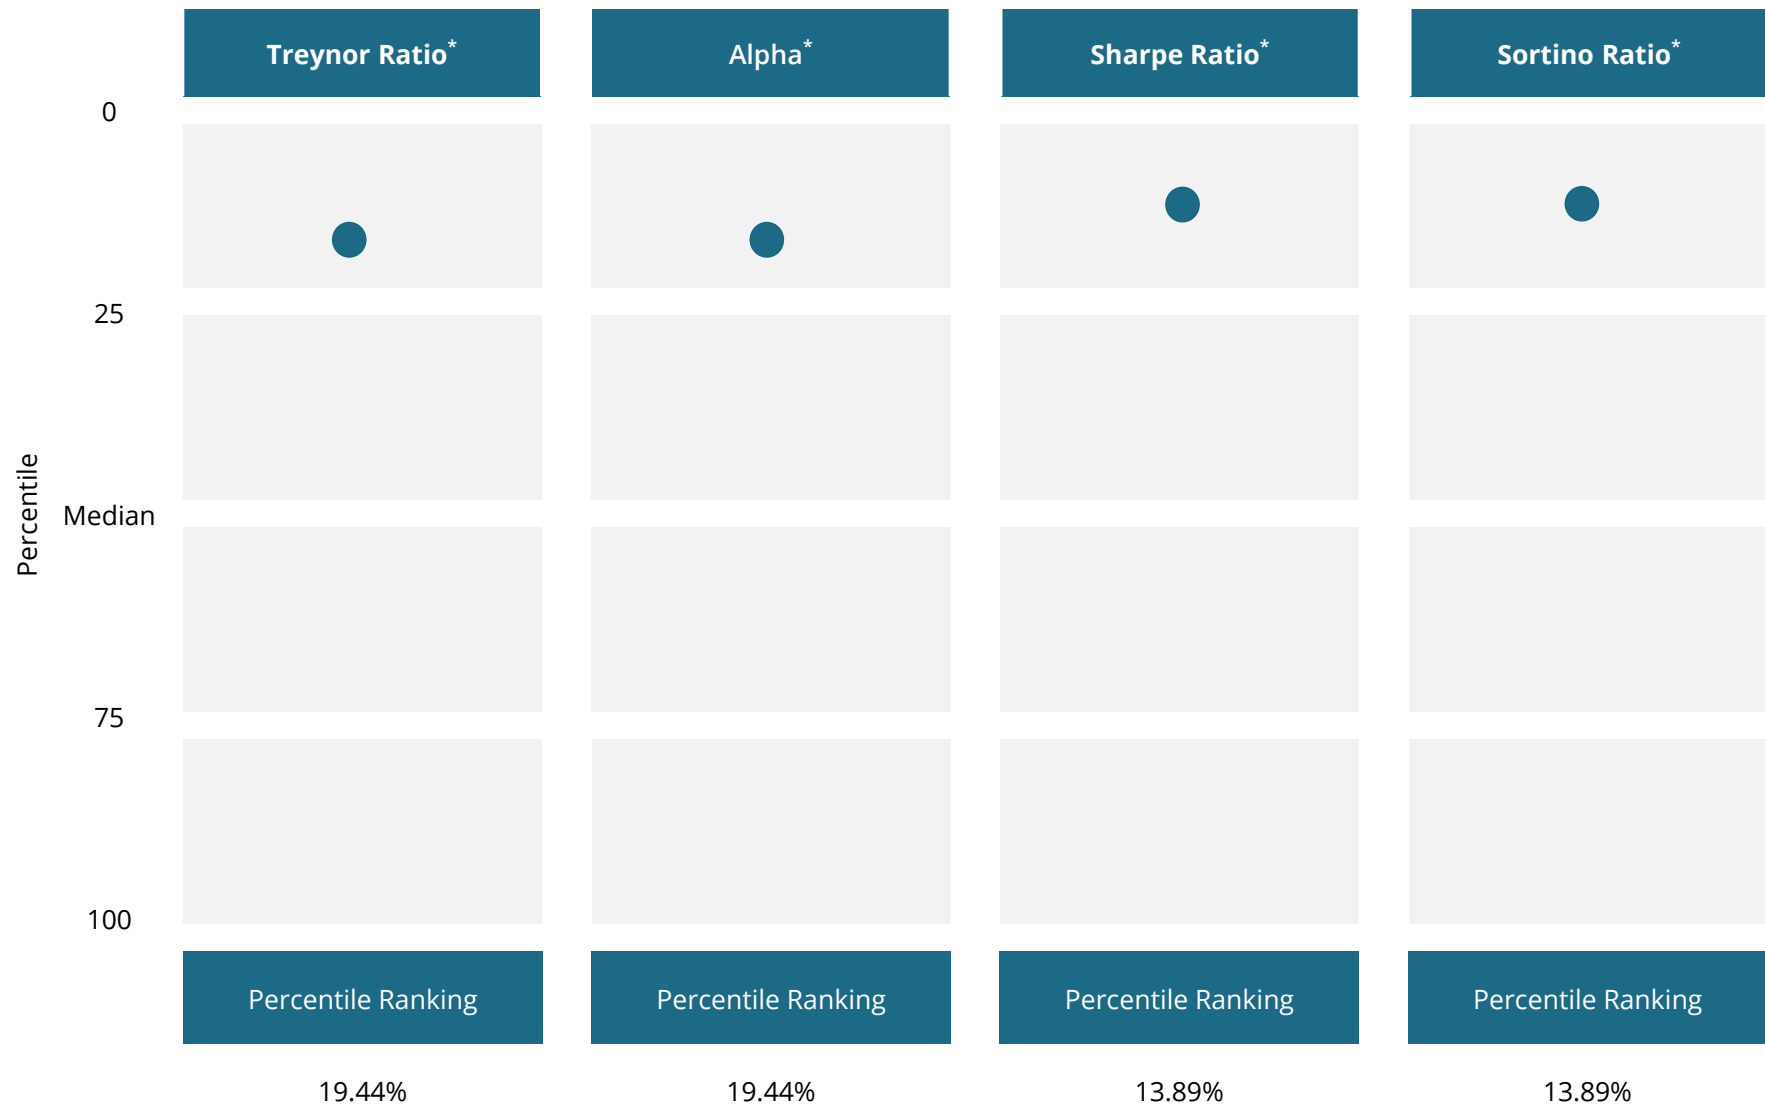 Treynor Ratio*
Alpha*
Sharpe Ratio*
Sortino Ratio*
Percentile
0
25
Median
75
100
Percentile Ranking
Percentile Ranking
Percentile Ranking
Percentile Ranking
19.44%
19.44%
13.89%
13.89%